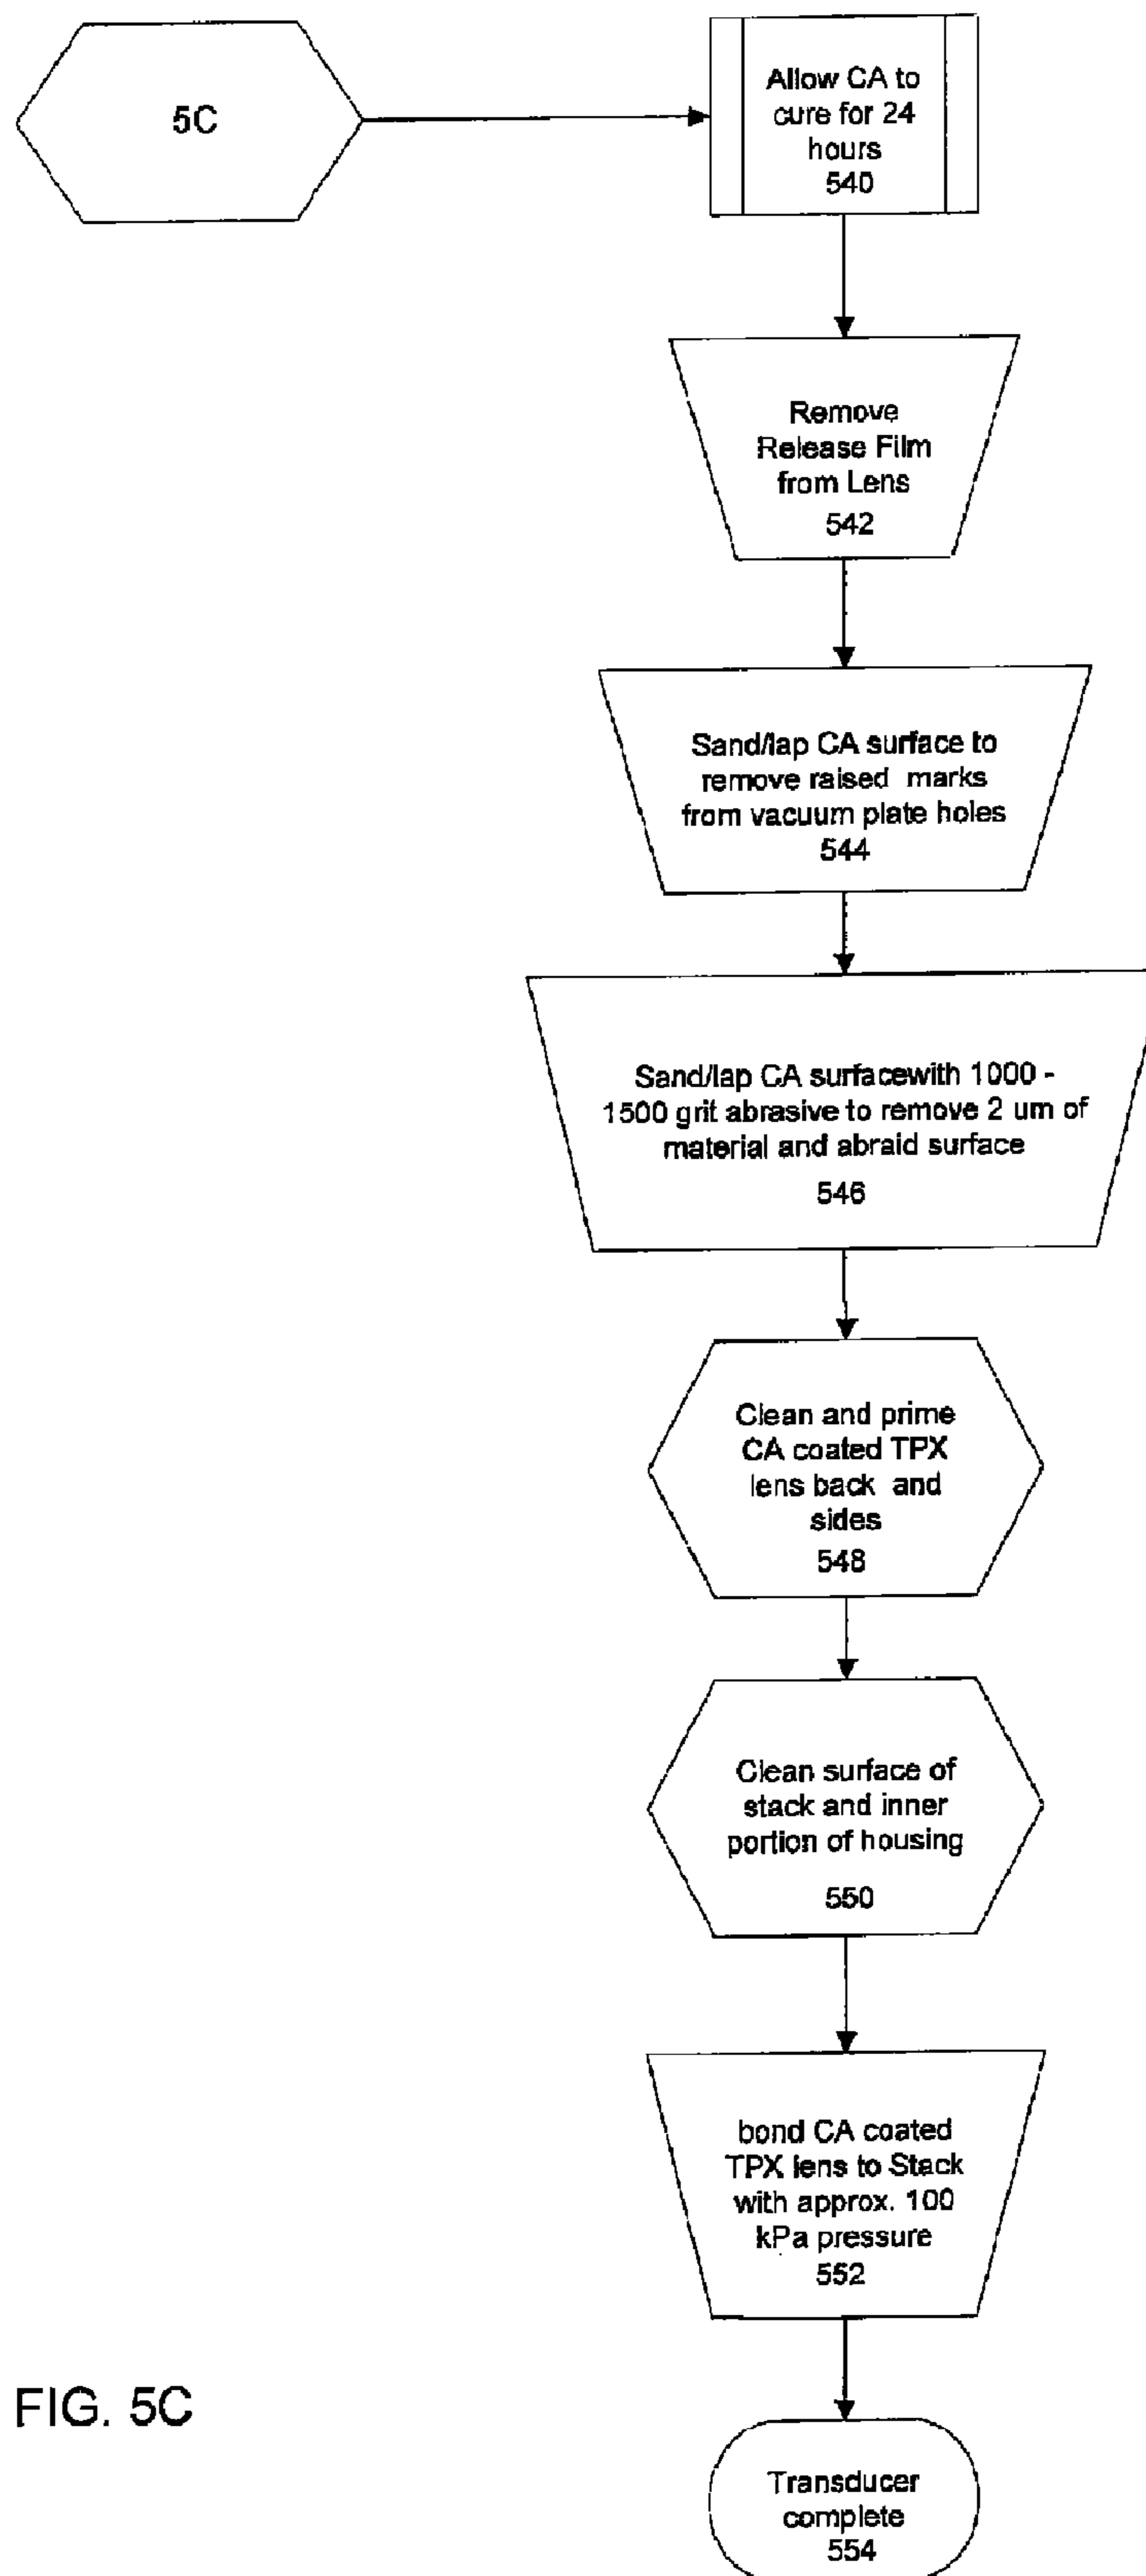 5C
Allow CA to
cure for 24
hours
540
Remove
Release Film
from Lens
542
Sand/lap CA surface to
remove raised marks
from vacuum plate holes
544
Sand/lap CA surfacewith 1000 -
1500 grit abrasive to remove 2 um of
material and abraid surface
546
Clean and prime
CA coated TPX
lens back and
sides
548
Clean surface of
stack and inner
portion of housing
550
bond CA coated
TPX lens to Stack
with approx. 100
kPa pressure
552
FIG. 5C
Transducer
complete
554